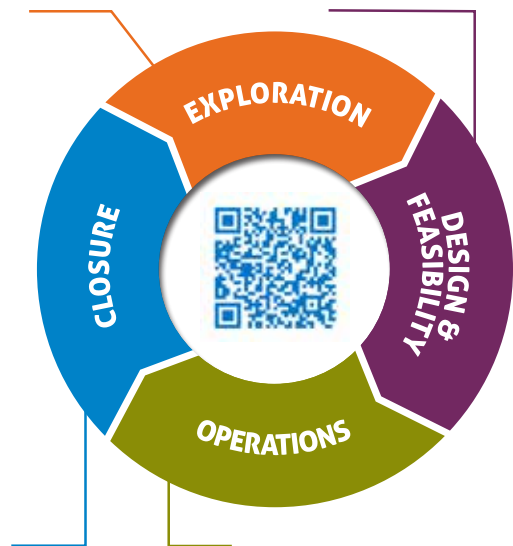 EXPLORATION
DESIGN &
FEASIBILITY
OPERATIONS
CLOSURE